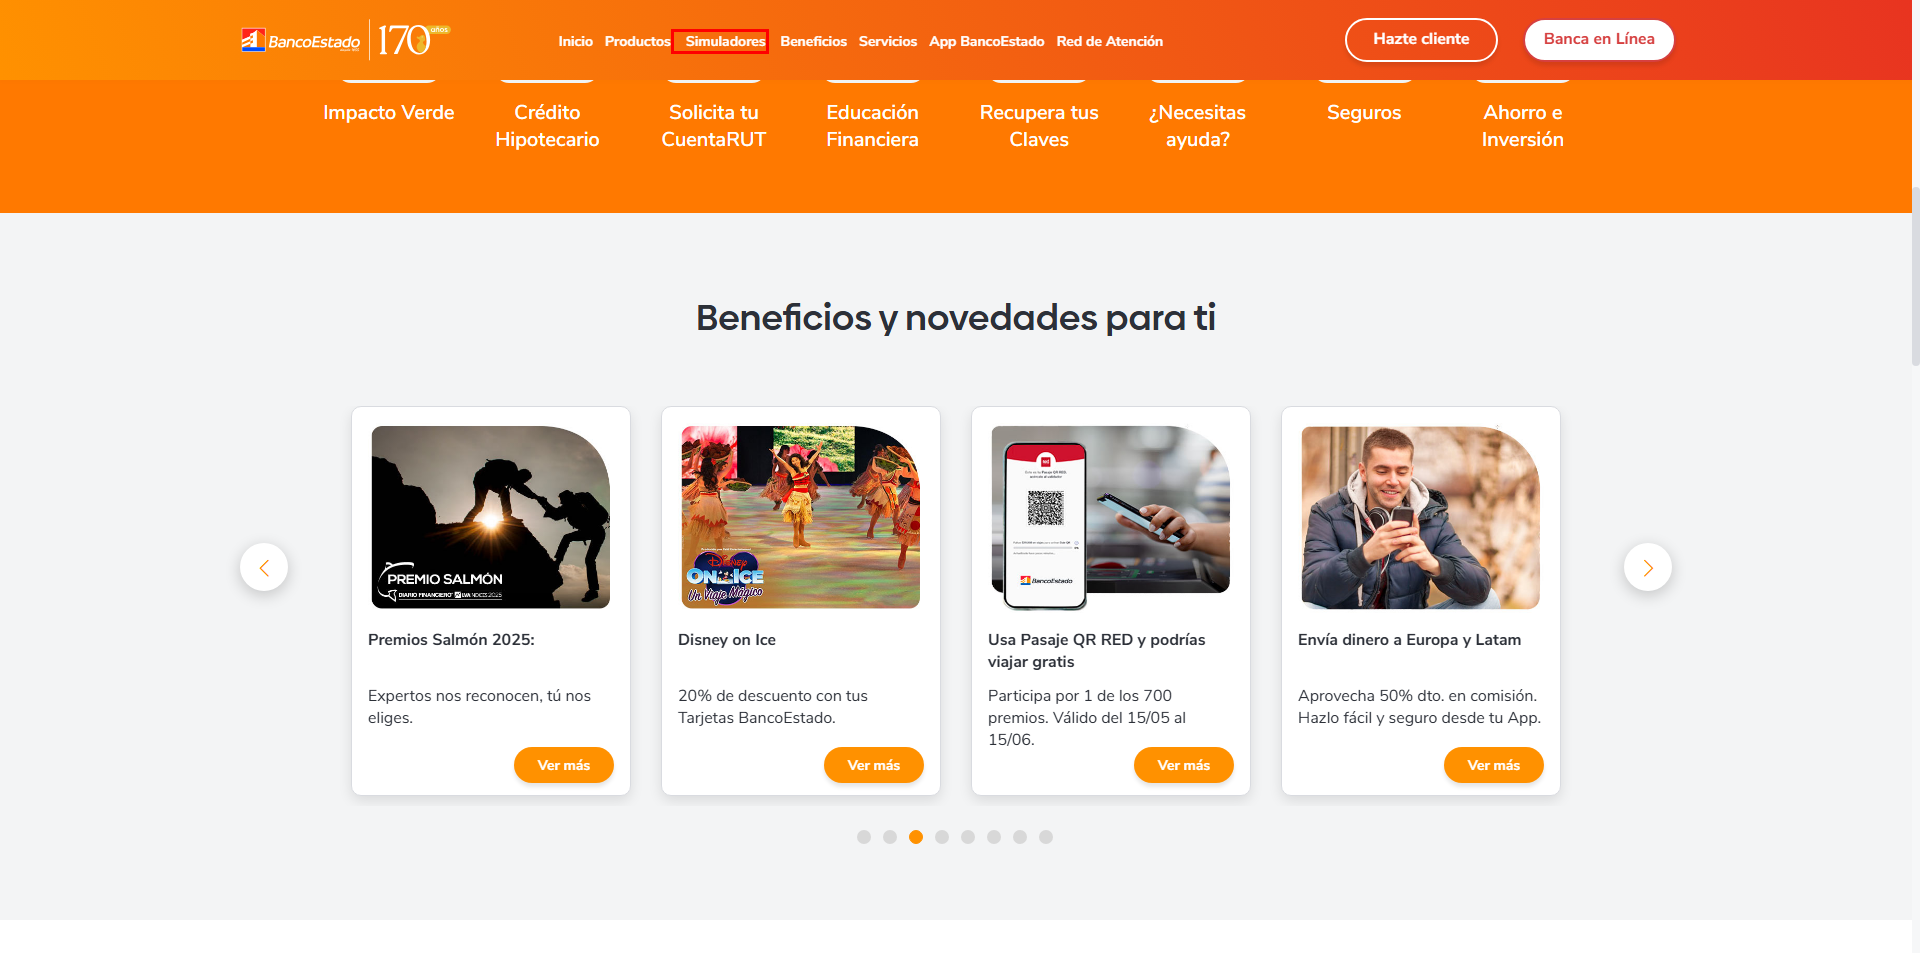 BancoEstado 170 años
Inicio Productos Simuladores Beneficios Servicios App BancoEstado Red de Atención
Hazte cliente
Banca en Línea
Impacto Verde
Crédito
Hipotecario
Solicita tu
CuentaRUT
Educación
Financiera
Recupera tus
Claves
¿Necesitas
ayuda?
Seguros
Ahorro e
Inversión
Beneficios y novedades para ti
PREMIO SALMÓN
DIARIO FINANCIERO LVA INDICES 2025
Premios Salmón 2025:
Expertos nos reconocen, tú nos
eliges.
Ver más
Disney
ON ICE
Un Viaje Mágico
Disney on Ice
20% de descuento con tus
Tarjetas BancoEstado.
Ver más
BancoEstado
Usa Pasaje QR RED y podrías
viajar gratis
Participa por 1 de los 700
premios. Válido del 15/05 al
15/06.
Ver más
Envía dinero a Europa y Latam
Aprovecha 50% dto. en comisión.
Hazlo fácil y seguro desde tu App.
Ver más